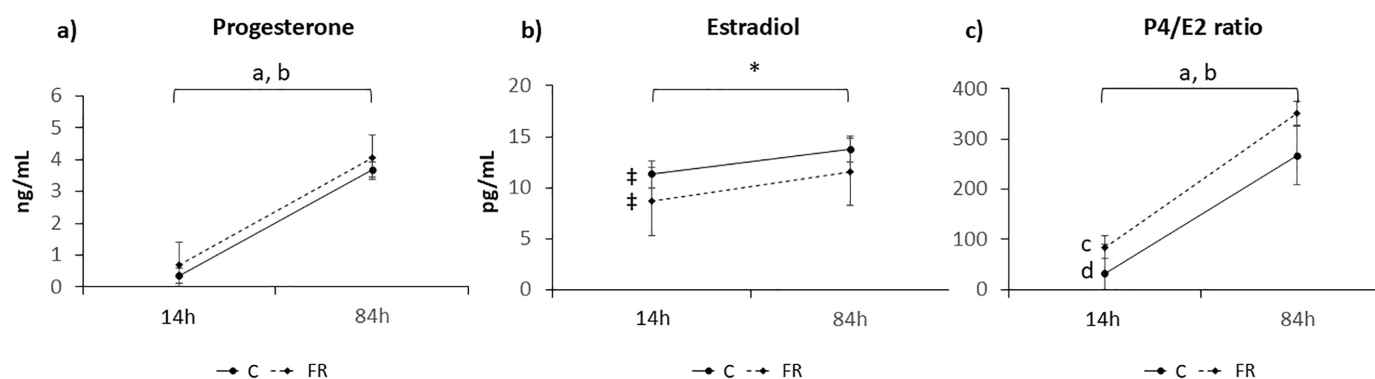 a) Progesterone
a, b
6
5
4
3
2
1
0
ng/mL
14h 84h
C FR
b) Estradiol
*
20
15
10
5
0
pg/mL
‡
‡
14h 84h
C FR
c) P4/E2 ratio
a, b
400
300
200
100
0
c
d
14h 84h
C FR